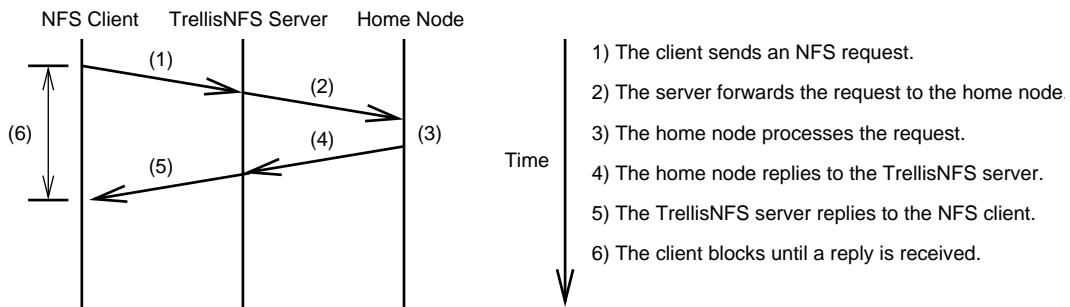 NFS Client TrellisNFS Server Home Node
(1)
(2)
(6)
(3)
(4)
(5)
Time
1) The client sends an NFS request.
2) The server forwards the request to the home node.
3) The home node processes the request.
4) The home node replies to the TrellisNFS server.
5) The TrellisNFS server replies to the NFS client.
6) The client blocks until a reply is received.